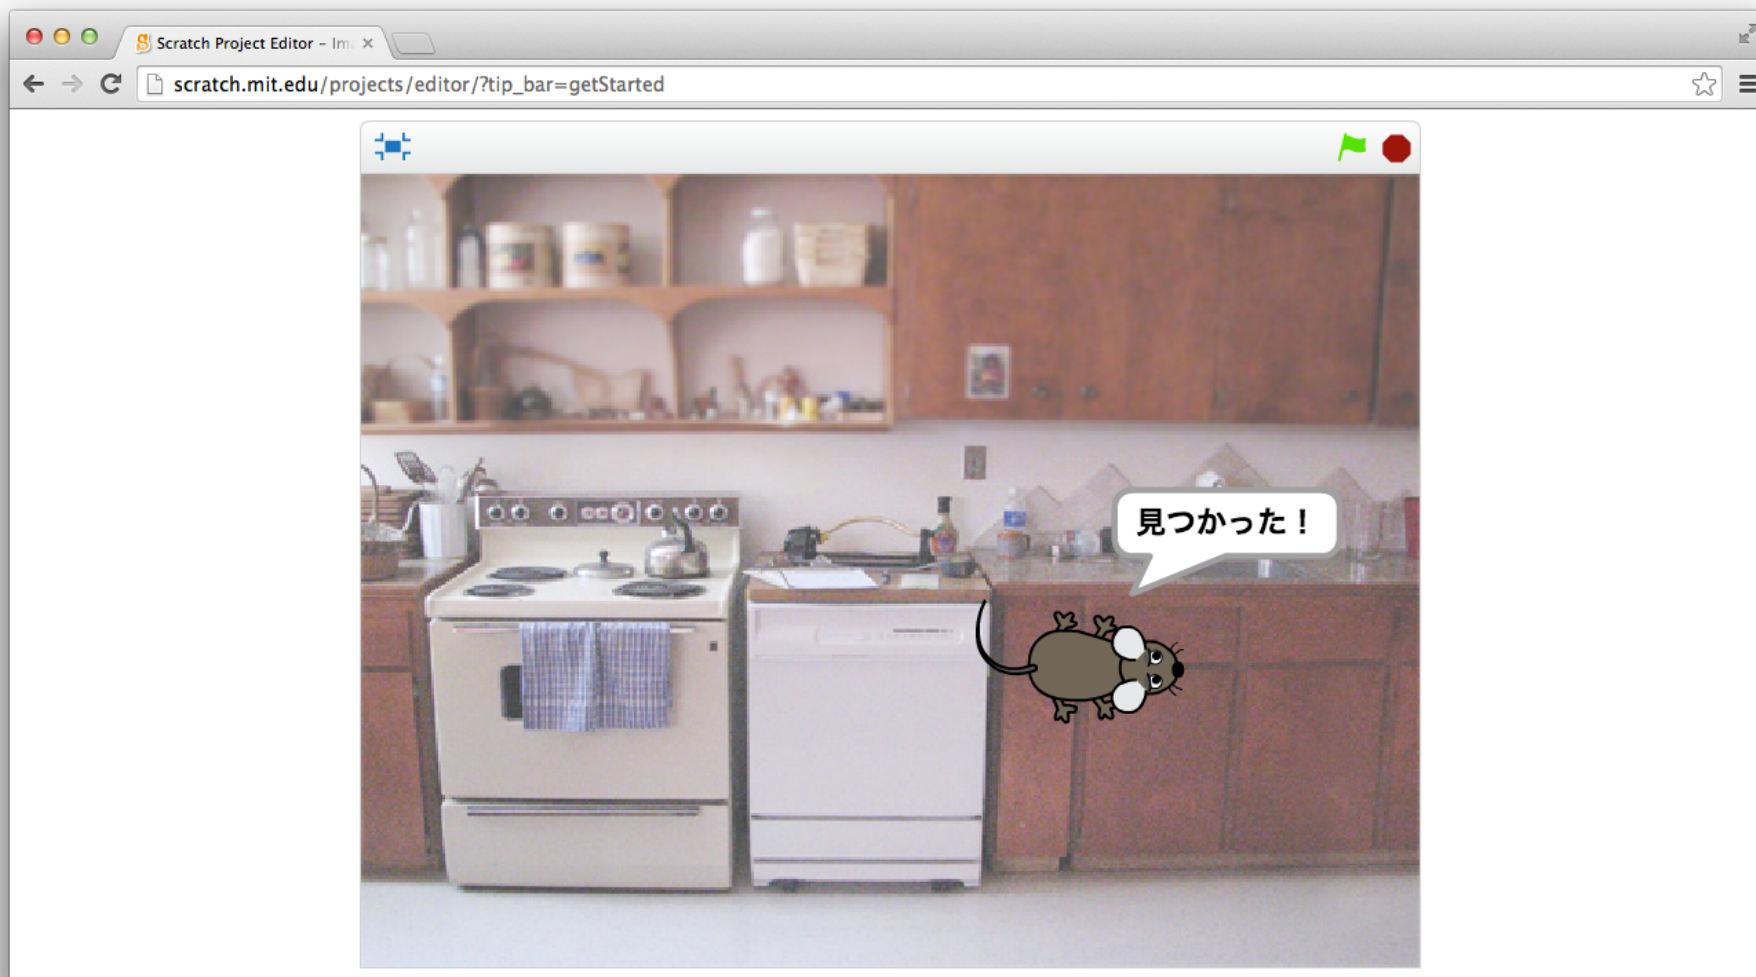 Scratch Project Editor – Im
scratch.mit.edu/projects/editor/?tip_bar=getStarted
見つかった！